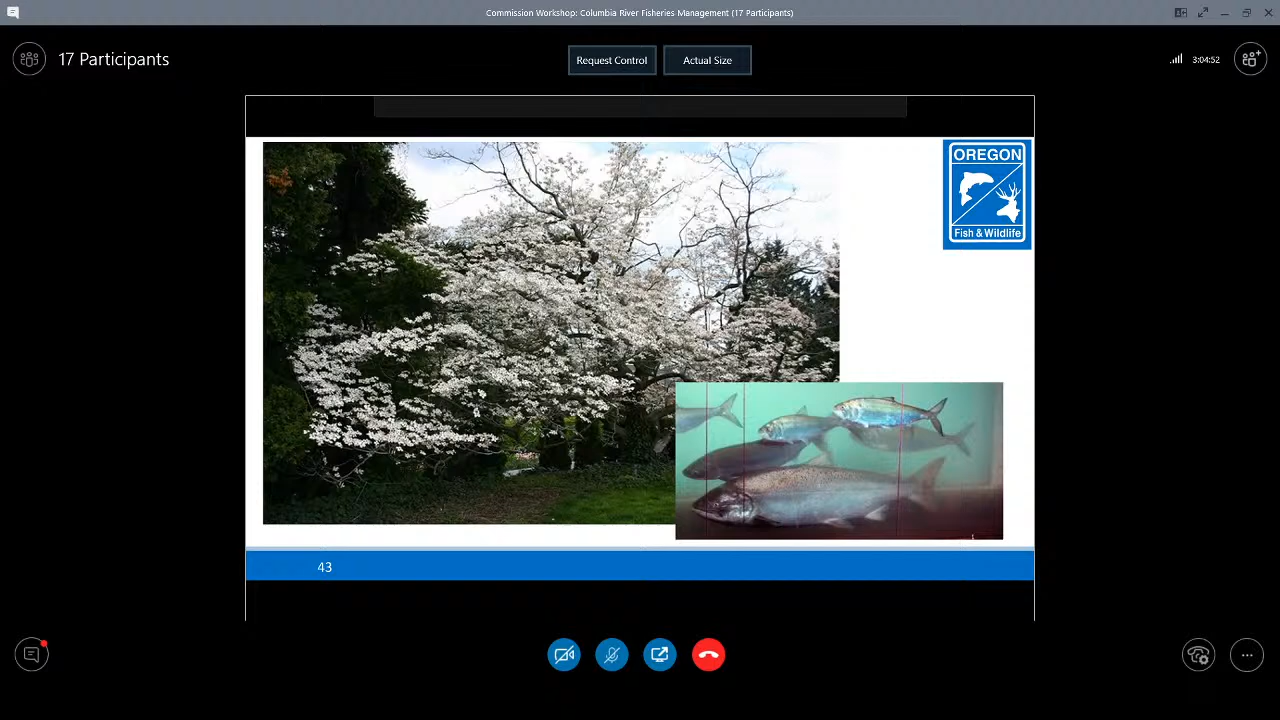 Commission Workshop: Columbia River Fisheries Management (17 Participants)
17 Participants
Request Control
Actual Size
3:04:52
OREGON
Fish & Wildlife
43